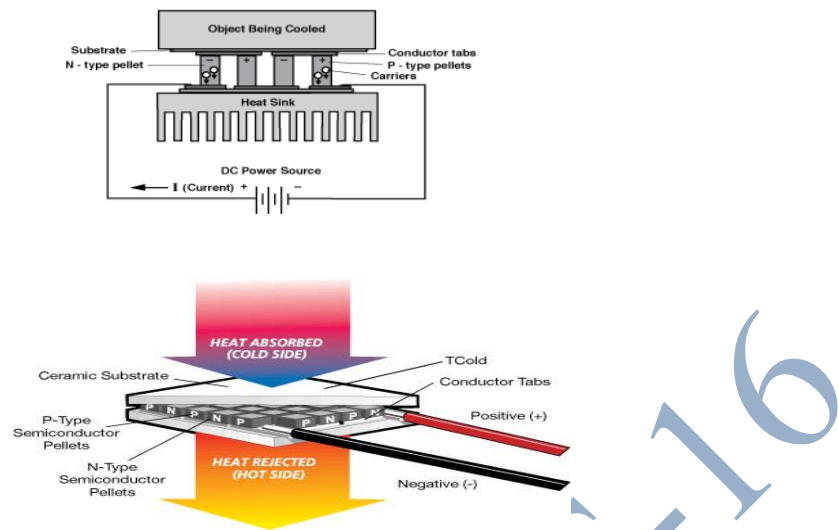 Object Being Cooled
Substrate
Conductor tabs
N - type pellet
P - type pellets
Carriers
− + − +
Heat Sink
DC Power Source
I (Current) + −
HEAT ABSORBED
(COLD SIDE)
TCold
Ceramic Substrate
Conductor Tabs
P N P N P
P N P N
Positive (+)
P-Type
Semiconductor
Pellets
N-Type
Semiconductor
Pellets
HEAT REJECTED
(HOT SIDE)
Negative (-)
-16